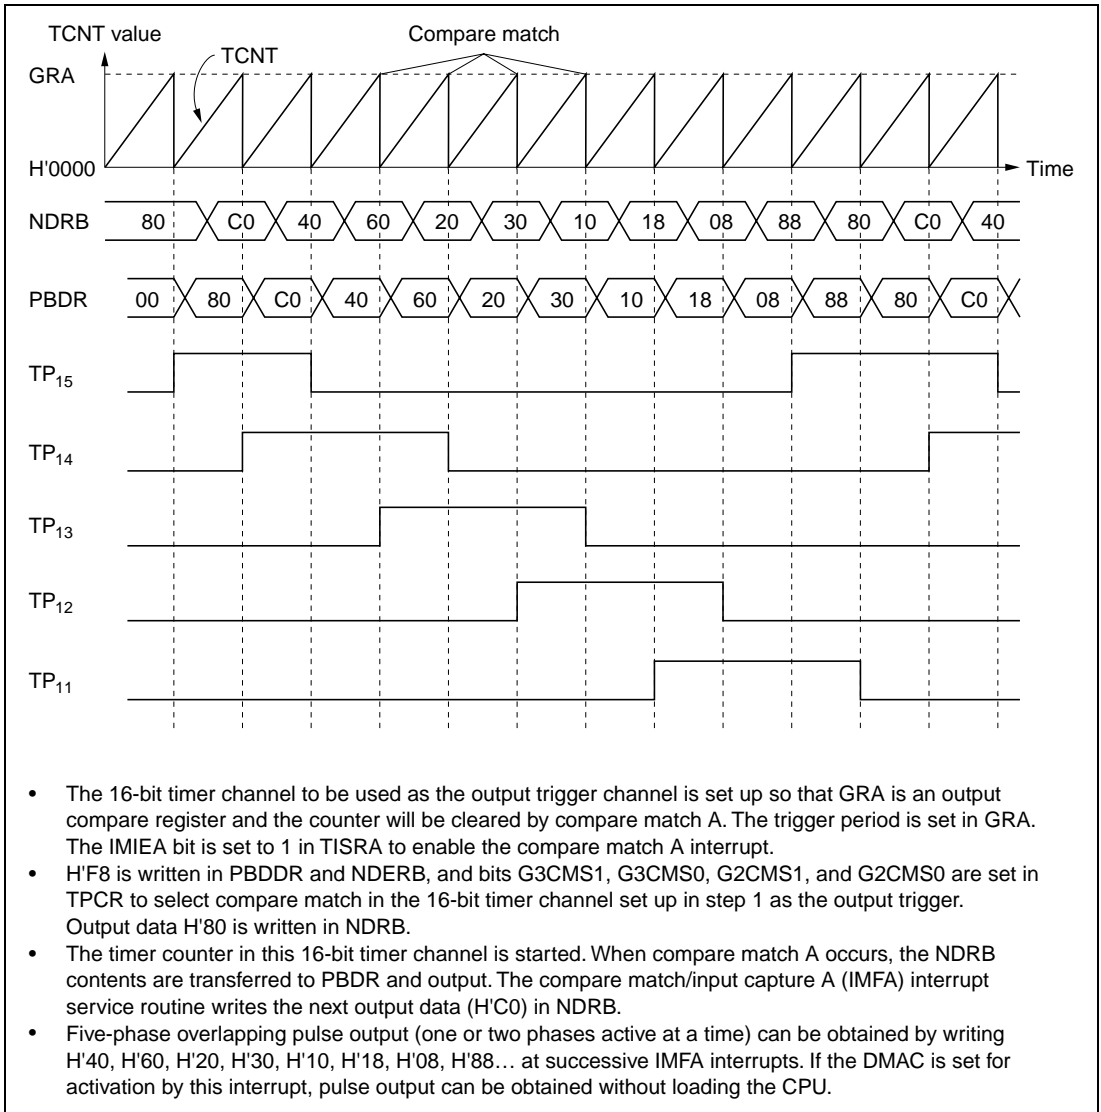 TCNT value
Compare match
TCNT
GRA
H'0000
Time
NDRB 80 C0 40 60 20 30 10 18 08 88 80 C0 40
PBDR 00 80 C0 40 60 20 30 10 18 08 88 80 C0
TP15
TP14
TP13
TP12
TP11
• The 16-bit timer channel to be used as the output trigger channel is set up so that GRA is an output
compare register and the counter will be cleared by compare match A. The trigger period is set in GRA.
The IMIEA bit is set to 1 in TISRA to enable the compare match A interrupt.
• H'F8 is written in PBDDR and NDERB, and bits G3CMS1, G3CMS0, G2CMS1, and G2CMS0 are set in
TPCR to select compare match in the 16-bit timer channel set up in step 1 as the output trigger.
Output data H'80 is written in NDRB.
• The timer counter in this 16-bit timer channel is started. When compare match A occurs, the NDRB
contents are transferred to PBDR and output. The compare match/input capture A (IMFA) interrupt
service routine writes the next output data (H'C0) in NDRB.
• Five-phase overlapping pulse output (one or two phases active at a time) can be obtained by writing
H'40, H'60, H'20, H'30, H'10, H'18, H'08, H'88… at successive IMFA interrupts. If the DMAC is set for
activation by this interrupt, pulse output can be obtained without loading the CPU.